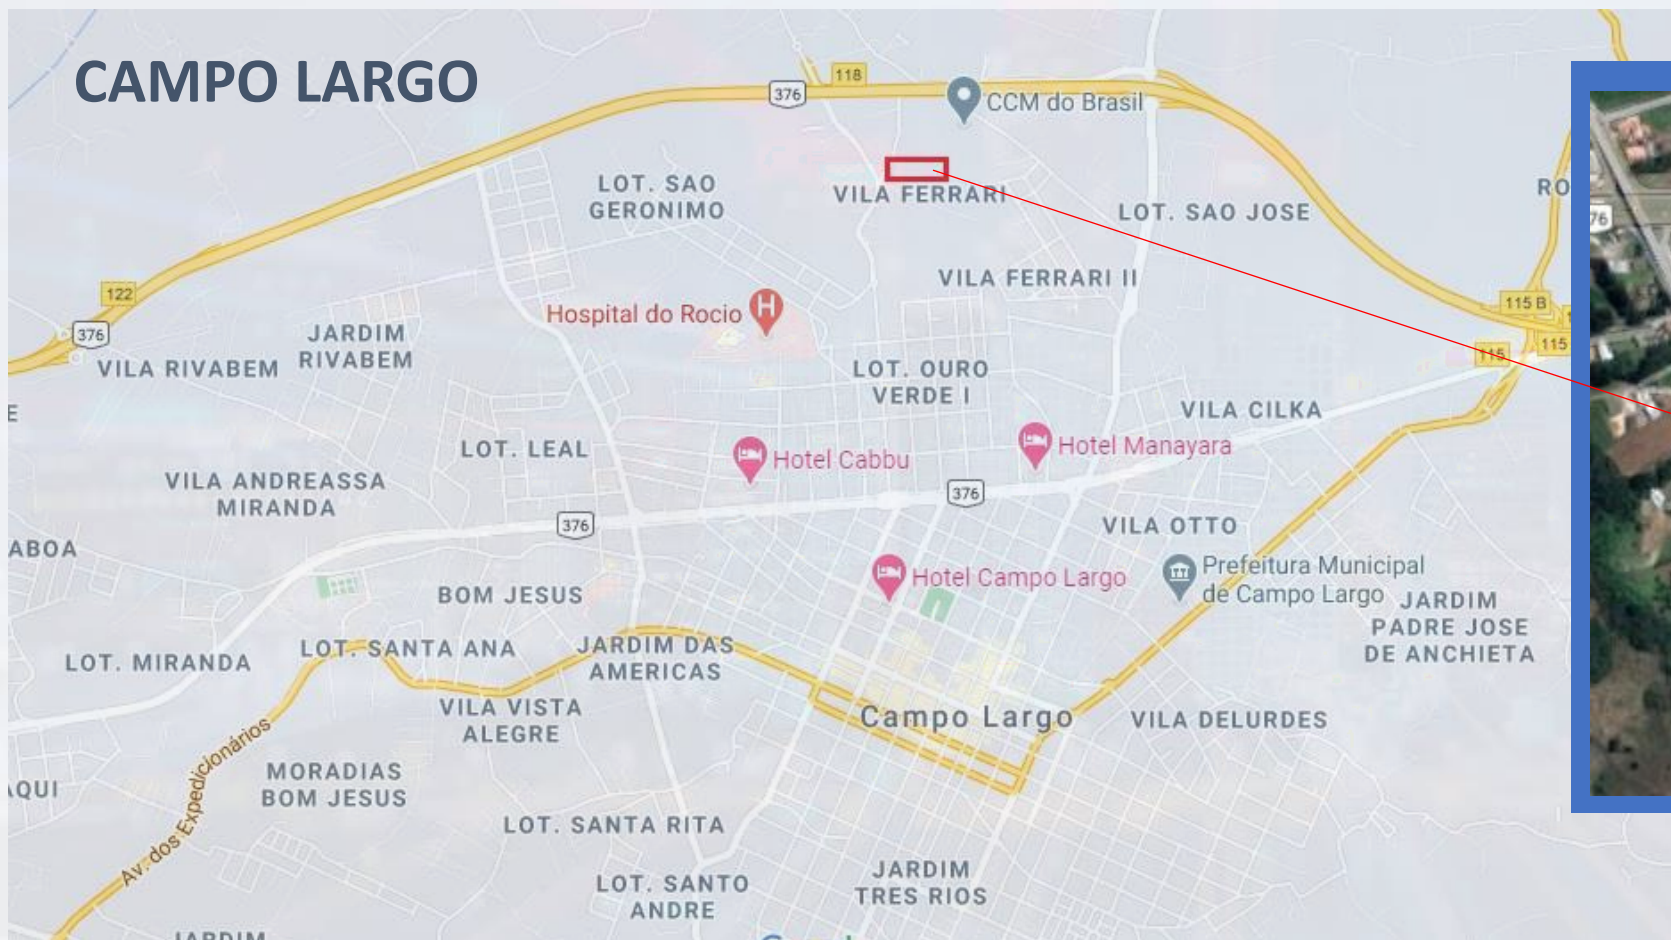 CAMPO LARGO
118
376
CCM do Brasil
LOT. SAO
GERONIMO
VILA FERRARI
LOT. SAO JOSE
RO
76
VILA FERRARI II
122
115 B
Hospital do Rocio
H
376
JARDIM
RIVABEM
115
115
VILA RIVABEM
LOT. OURO
VERDE I
E
VILA CILKA
LOT. LEAL
Hotel Cabbu
Hotel Manayara
VILA ANDREASSA
MIRANDA
376
376
VILA OTTO
ABOA
Hotel Campo Largo
Prefeitura Municipal
de Campo Largo
BOM JESUS
JARDIM
PADRE JOSE
DE ANCHIETA
LOT. SANTA ANA
JARDIM DAS
AMERICAS
LOT. MIRANDA
VILA VISTA
ALEGRE
Campo Largo
VILA DELURDES
Av. dos Expedicionários
MORADIAS
BOM JESUS
AQUI
LOT. SANTA RITA
JARDIM
TRES RIOS
LOT. SANTO
ANDRE
JARDIM